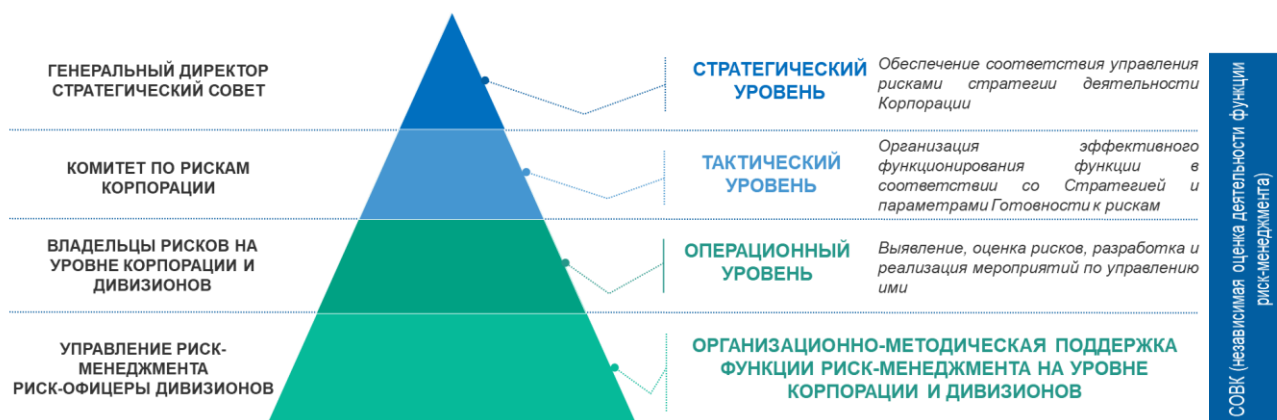 ГЕНЕРАЛЬНЫЙ ДИРЕКТОР
СТРАТЕГИЧЕСКИЙ СОВЕТ
СТРАТЕГИЧЕСКИЙ
УРОВЕНЬ
Обеспечение соответствия управления
рисками стратегии деятельности
Корпорации
КОМИТЕТ ПО РИСКАМ
КОРПОРАЦИИ
ТАКТИЧЕСКИЙ
УРОВЕНЬ
Организация эффективного
функционирования функции в
соответствии со Стратегией и
параметрами Готовности к рискам
ВЛАДЕЛЬЦЫ РИСКОВ НА
УРОВНЕ КОРПОРАЦИИ И
ДИВИЗИОНОВ
ОПЕРАЦИОННЫЙ
УРОВЕНЬ
Выявление, оценка рисков, разработка и
реализация мероприятий по управлению
ими
УПРАВЛЕНИЕ РИСК-
МЕНЕДЖМЕНТА
РИСК-ОФИЦЕРЫ ДИВИЗИОНОВ
ОРГАНИЗАЦИОННО-МЕТОДИЧЕСКАЯ ПОДДЕРЖКА
ФУНКЦИИ РИСК-МЕНЕДЖМЕНТА НА УРОВНЕ
КОРПОРАЦИИ И ДИВИЗИОНОВ
СОВК (независимая оценка деятельности функции
риск-менеджмента)